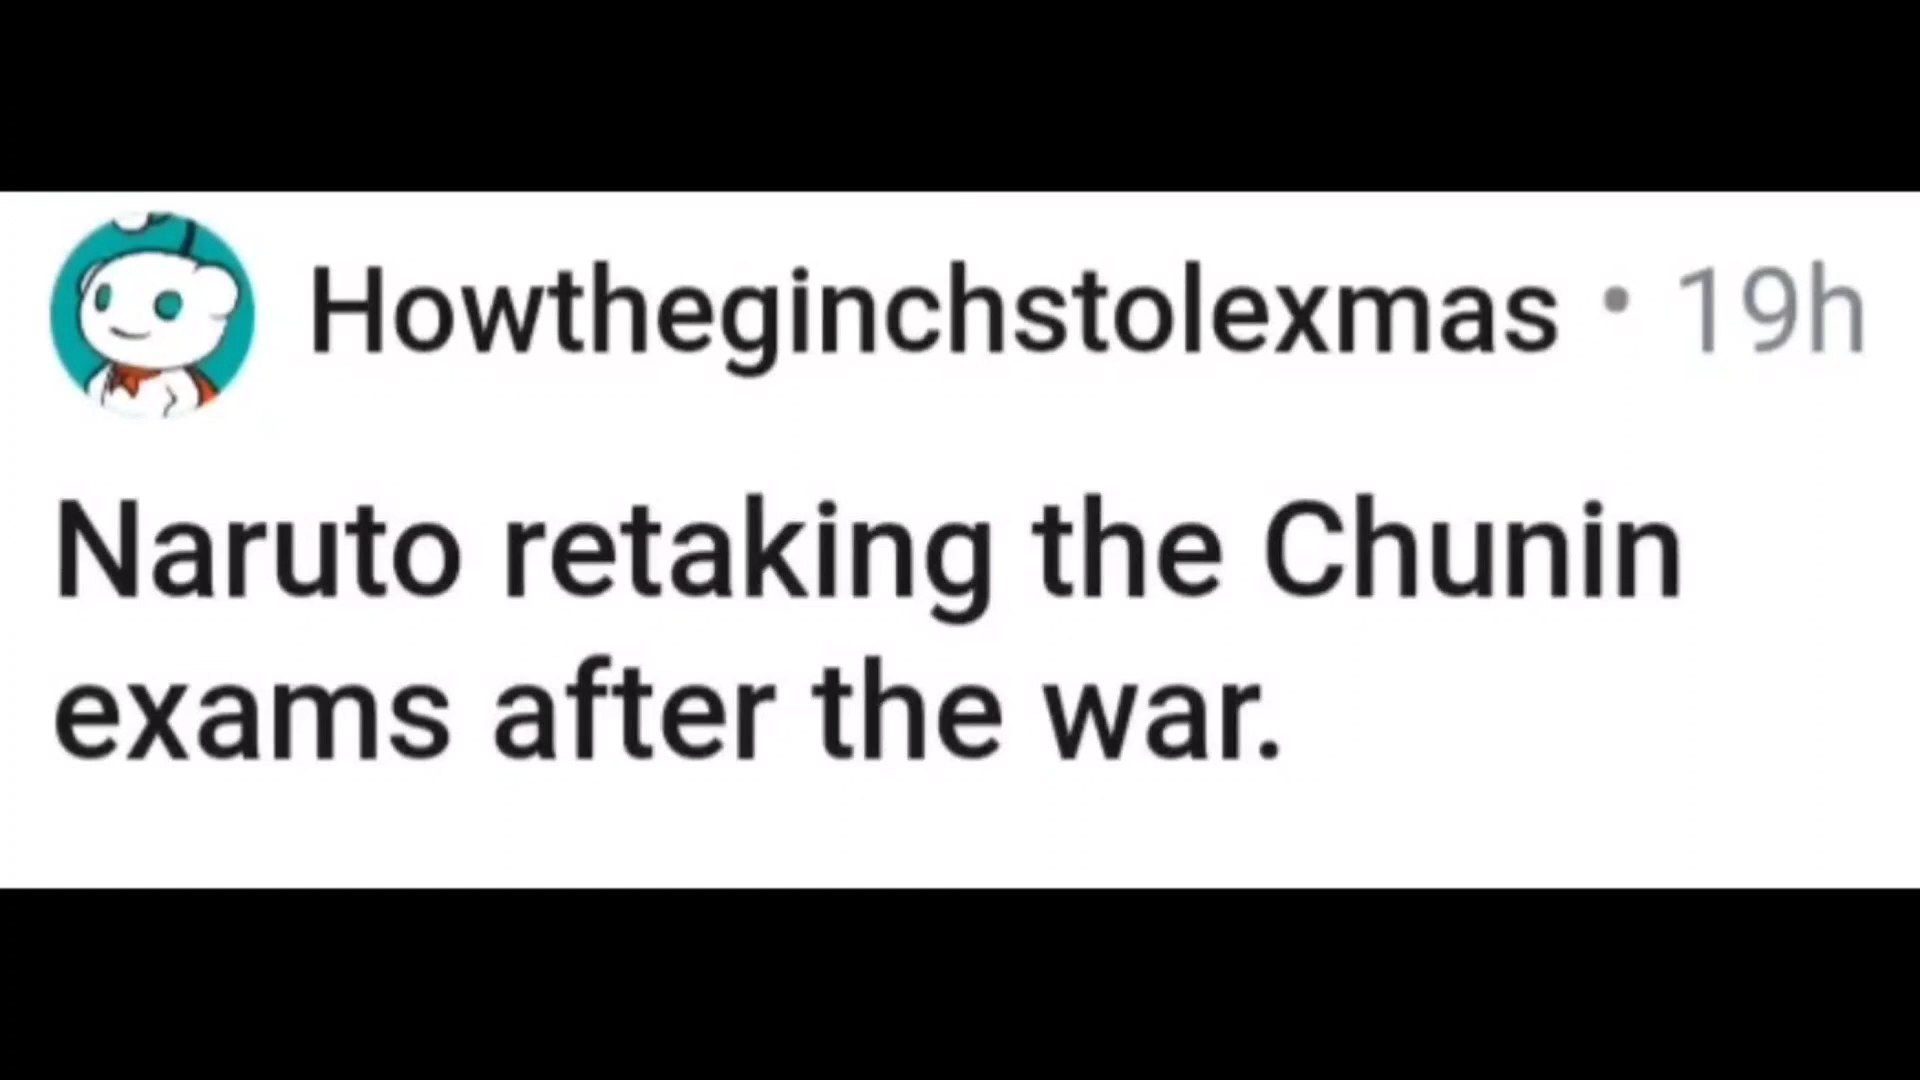 Howtheginchstolexmas • 19h
Naruto retaking the Chunin
exams after the war.